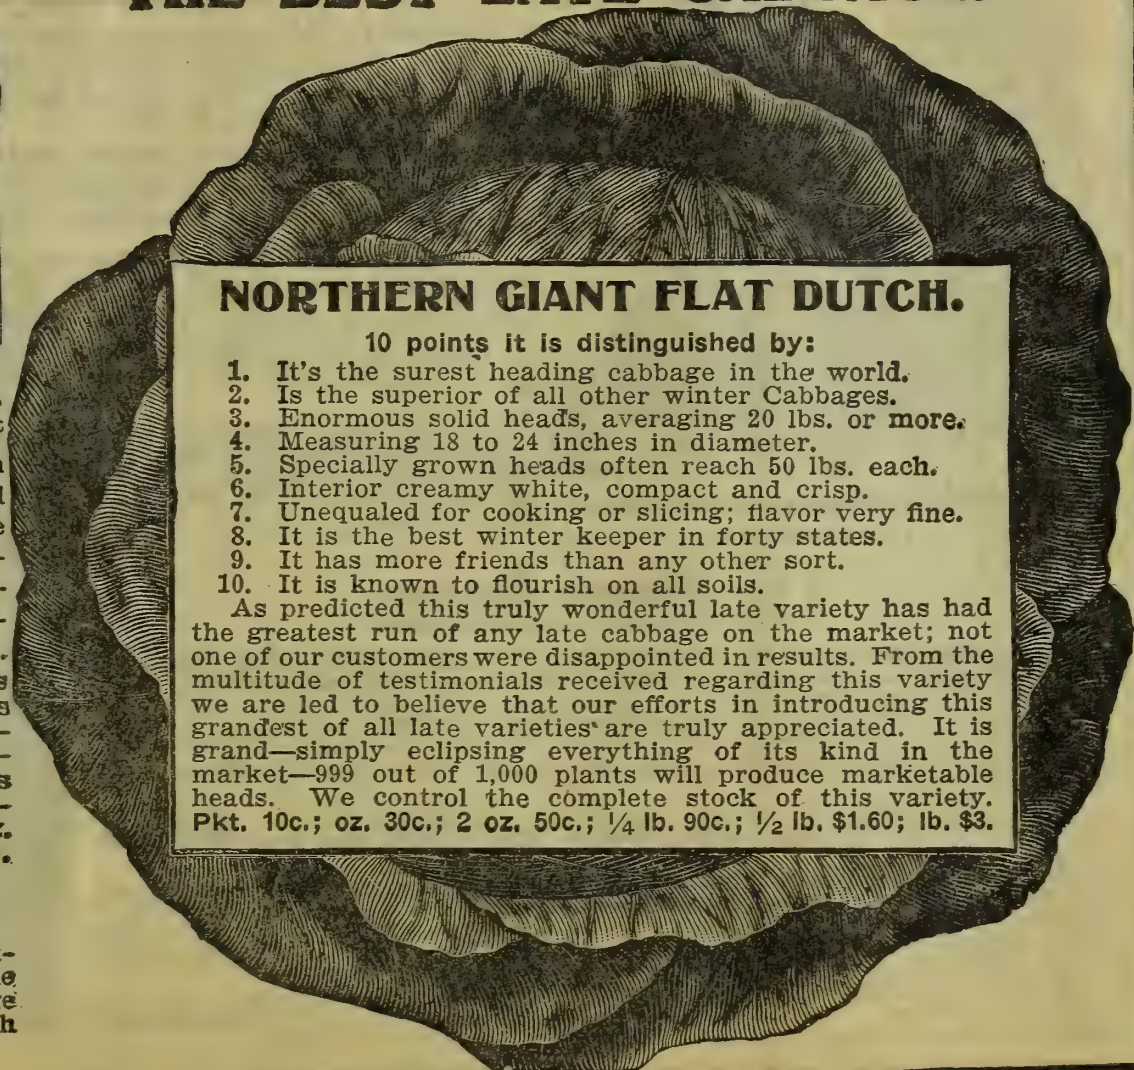 NORTHERN GIANT FLAT DUTCH.
10 points it is distinguished by:
1. It's the surest heading cabbage in the world.
2. Is the superior of all other winter Cabbages.
3. Enormous solid heads, averaging 20 lbs. or more.
4. Measuring 18 to 24 inches in diameter.
5. Specially grown heads often reach 50 lbs. each.
6. Interior creamy white, compact and crisp.
7. Unequaled for cooking or slicing; flavor very fine.
8. It is the best winter keeper in forty states.
9. It has more friends than any other sort.
10. It is known to flourish on all soils.
As predicted this truly wonderful late variety has had
the greatest run of any late cabbage on the market; not
one of our customers were disappointed in results. From the
multitude of testimonials received regarding this variety
we are led to believe that our efforts in introducing this
grandest of all late varieties are truly appreciated. It is
grand—simply eclipsing everything of its kind in the
market—999 out of 1,000 plants will produce marketable
heads. We control the complete stock of this variety.
Pkt. 10c.; oz. 30c.; 2 oz. 50c.; ¼ lb. 90c.; ½ lb. $1.60; lb. $3.